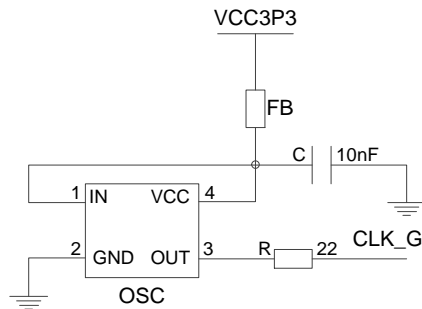 VCC3P3
FB
C 10nF
1 IN VCC 4
2 GND OUT 3 R 22 CLK_G
OSC